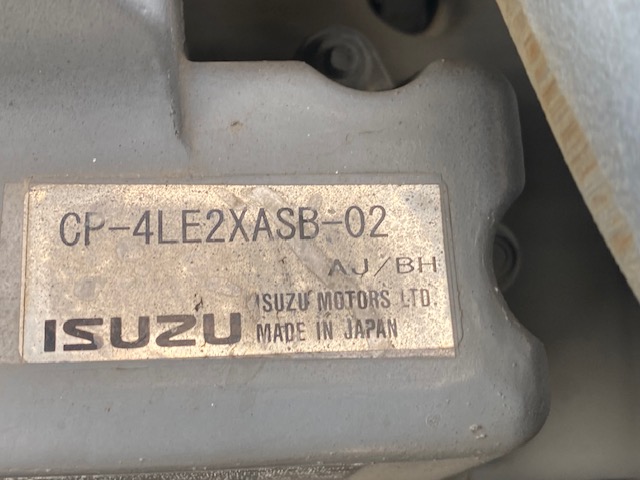 CP-4LE2XASB-02
AJ/BH
ISUZU MOTORS LTD.
ISUZU MADE IN JAPAN